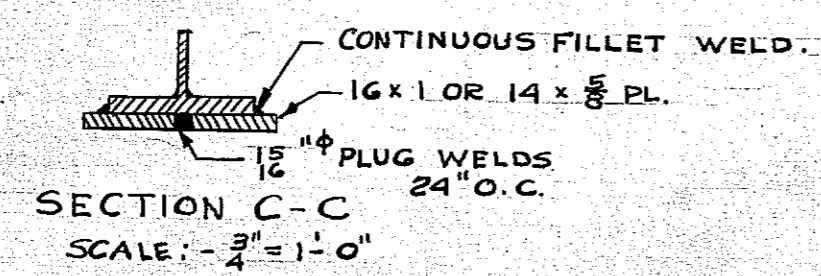 CONTINUOUS FILLET WELD.
16 x 1 OR 14 x 5/8 PL.
15/16 "φ PLUG WELDS
24" O.C.
SECTION C-C
SCALE:- 3/4" = 1'-0"